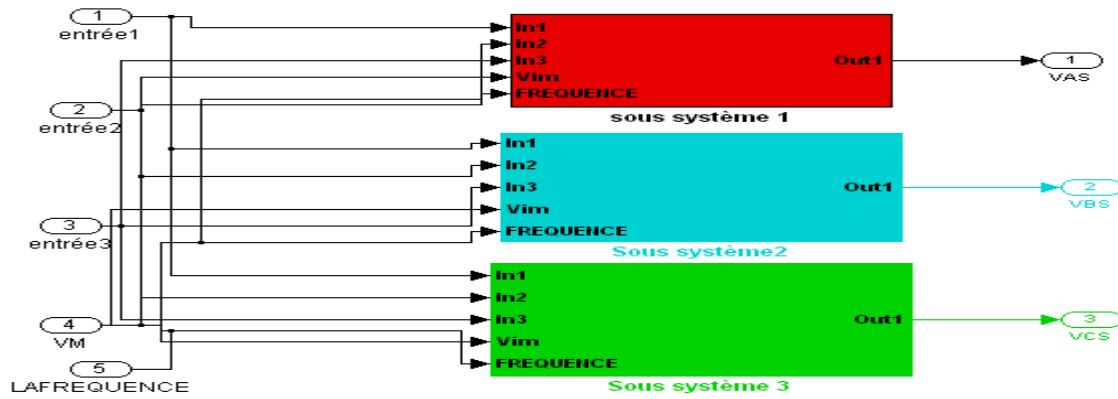 1
entrée1
2
entrée2
3
entrée3
4
VM
5
LAFREQUENCE
In1
In2
In3
Vim
FREQUENCE
Out1
sous système 1
1
VAS
In1
In2
In3
Vim
FREQUENCE
Out1
Sous système2
2
VBS
In1
In2
In3
Vim
FREQUENCE
Out1
Sous système 3
3
VCS